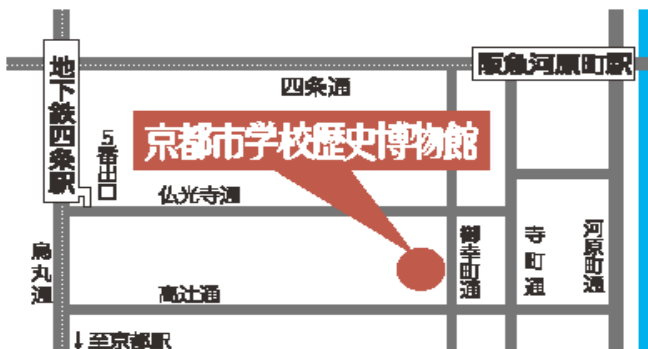 地下鉄四条駅
阪急河原町駅
四条通
5番出口
京都市学校歴史博物館
仏光寺通
烏丸通
御幸町通
寺町通
河原町通
高辻通
↓至京都駅